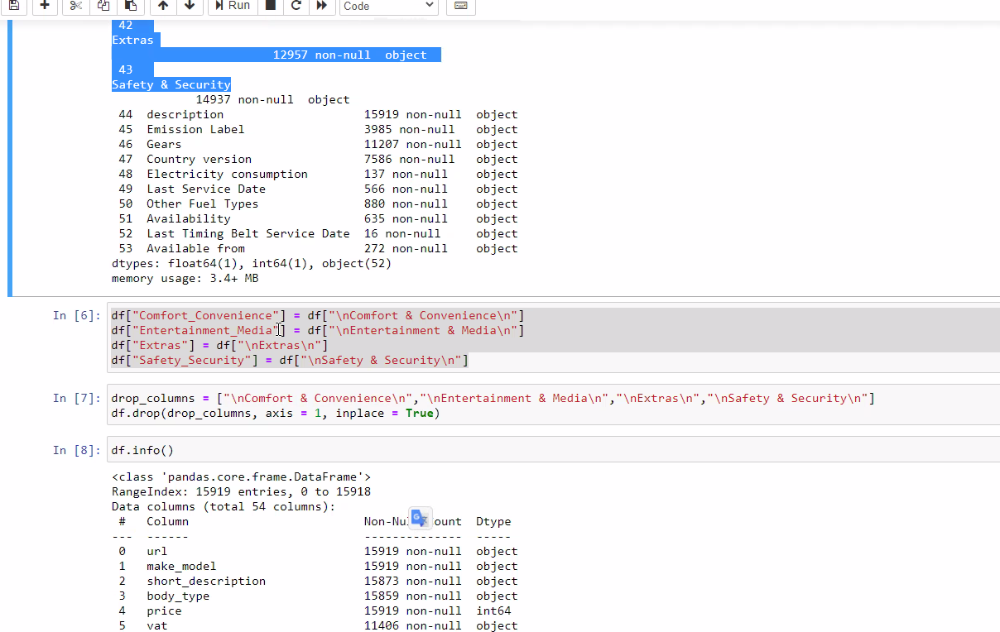 Run Code
42
Extras
12957 non-null object
43
Safety & Security
14937 non-null object
44 description 15919 non-null object
45 Emission Label 3985 non-null object
46 Gears 11207 non-null object
47 Country version 7586 non-null object
48 Electricity consumption 137 non-null object
49 Last Service Date 566 non-null object
50 Other Fuel Types 880 non-null object
51 Availability 635 non-null object
52 Last Timing Belt Service Date 16 non-null object
53 Available from 272 non-null object
dtypes: float64(1), int64(1), object(52)
memory usage: 3.4+ MB
In [6]: df["Comfort_Convenience"] = df["\nComfort & Convenience\n"]
df["Entertainment_Media"] = df["\nEntertainment & Media\n"]
df["Extras"] = df["\nExtras\n"]
df["Safety_Security"] = df["\nSafety & Security\n"]
In [7]: drop_columns = ["\nComfort & Convenience\n","\nEntertainment & Media\n","\nExtras\n","\nSafety & Security\n"]
df.drop(drop_columns, axis = 1, inplace = True)
In [8]: df.info()
<class 'pandas.core.frame.DataFrame'>
RangeIndex: 15919 entries, 0 to 15918
Data columns (total 54 columns):
# Column Dtype
--- ------ -------------- -----
0 url 15919 non-null object
1 make_model 15919 non-null object
2 short_description 15873 non-null object
3 body_type 15859 non-null object
4 price 15919 non-null int64
5 vat 11406 non-null object